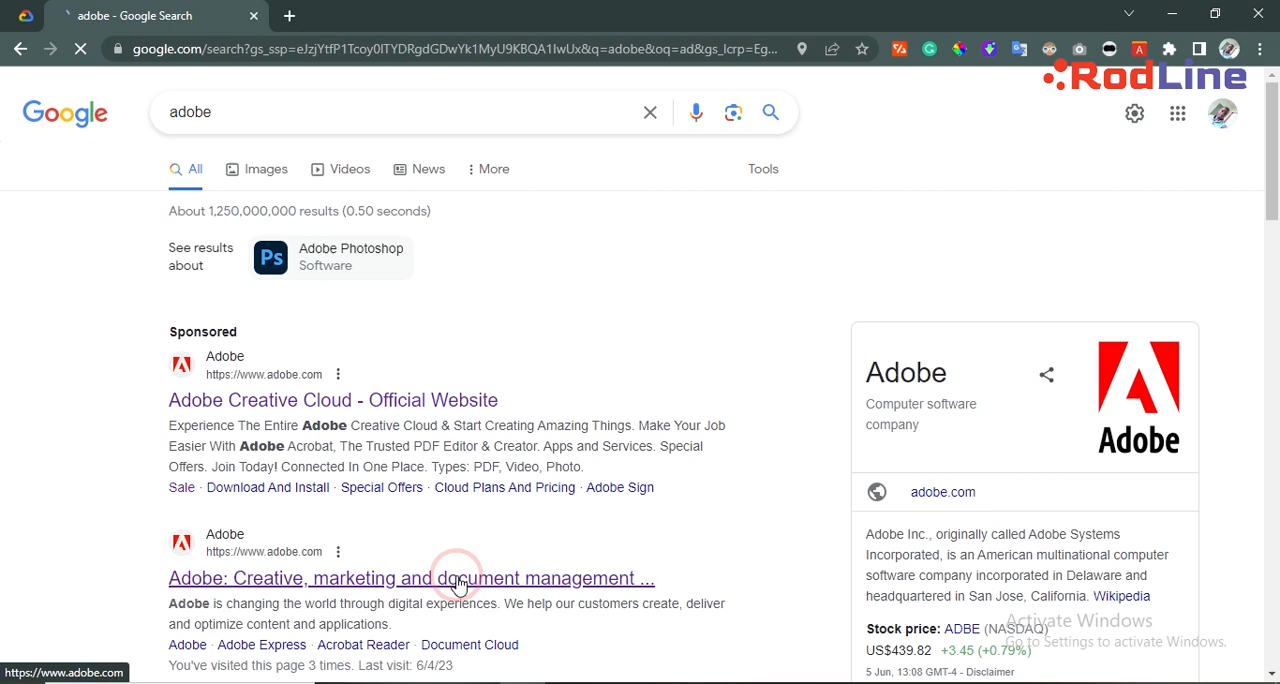 adobe - Google Search
google.com/search?gs_ssp=eJzjYtfP1Tcoy0ITYDRgdGDwYk1MyU9KBQA1IwUx&q=adobe&oq=ad&gs_lcrp=Eg...
RodLine
Google
adobe
All
Images
Videos
News
More
Tools
About 1,250,000,000 results (0.50 seconds)
See results
about
Ps
Adobe Photoshop
Software
Sponsored
Adobe
https://www.adobe.com
Adobe Creative Cloud - Official Website
Experience The Entire Adobe Creative Cloud & Start Creating Amazing Things. Make Your Job
Easier With Adobe Acrobat, The Trusted PDF Editor & Creator. Apps and Services. Special
Offers. Join Today! Connected In One Place. Types: PDF, Video, Photo.
Sale · Download And Install · Special Offers · Cloud Plans And Pricing · Adobe Sign
Adobe
https://www.adobe.com
Adobe: Creative, marketing and document management ...
Adobe is changing the world through digital experiences. We help our customers create, deliver
and optimize content and applications.
Adobe · Adobe Express · Acrobat Reader · Document Cloud
You've visited this page 3 times. Last visit: 6/4/23
https://www.adobe.com
Adobe
Computer software
company
Adobe
adobe.com
Adobe Inc., originally called Adobe Systems
Incorporated, is an American multinational computer
software company incorporated in Delaware and
headquartered in San Jose, California. Wikipedia
Stock price: ADBE (NASDAQ)
US$439.82 +3.45 (+0.79%)
5 Jun, 13:08 GMT-4 - Disclaimer
Activate Windows
Go to Settings to activate Windows.